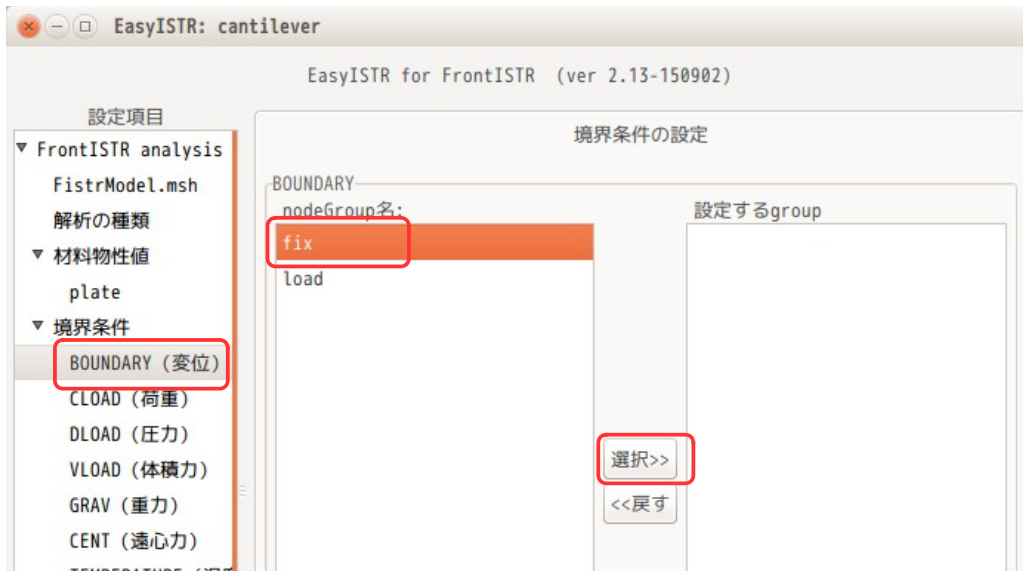 EasyISTR: cantilever
EasyISTR for FrontISTR (ver 2.13-150902)
設定項目
FrontISTR analysis
FistrModel.msh
解析の種類
材料物性値
plate
境界条件
BOUNDARY (変位)
CLOAD (荷重)
DLOAD (圧力)
VLOAD (体積力)
GRAV (重力)
CENT (遠心力)
境界条件の設定
BOUNDARY
nodeGroup名:
fix
load
選択>>
<<戻す
設定するgroup